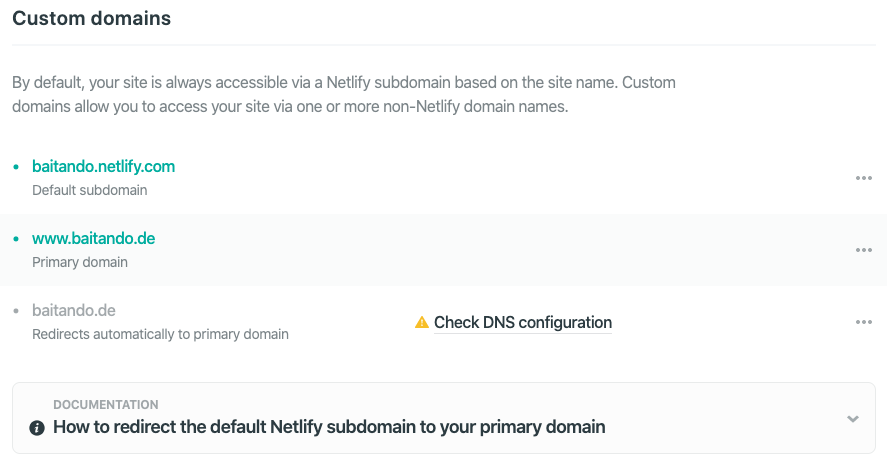 Custom domains
By default, your site is always accessible via a Netlify subdomain based on the site name. Custom
domains allow you to access your site via one or more non-Netlify domain names.
baitando.netlify.com
Default subdomain
www.baitando.de
Primary domain
baitando.de
Redirects automatically to primary domain
Check DNS configuration
DOCUMENTATION
How to redirect the default Netlify subdomain to your primary domain